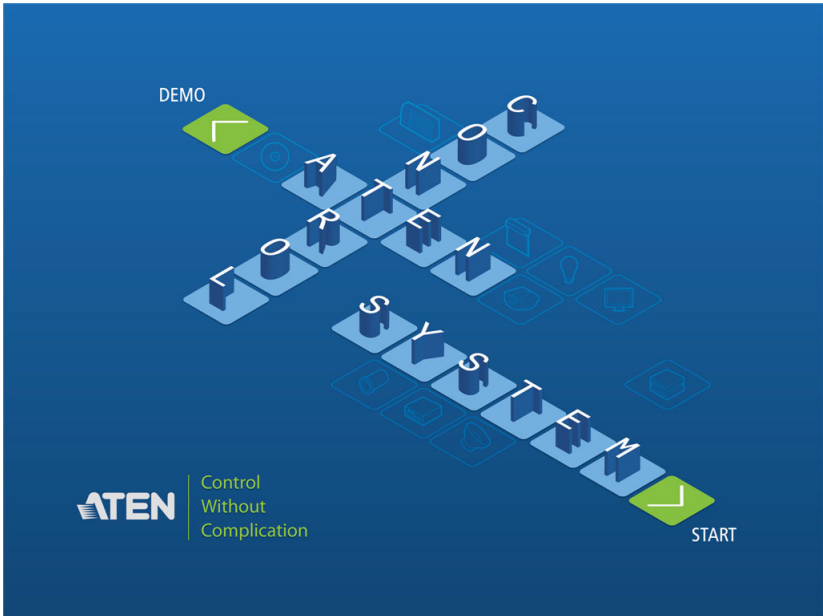 DEMO
ATEN
CONTROL
SYSTEM
ATEN
Control
Without
Complication
START